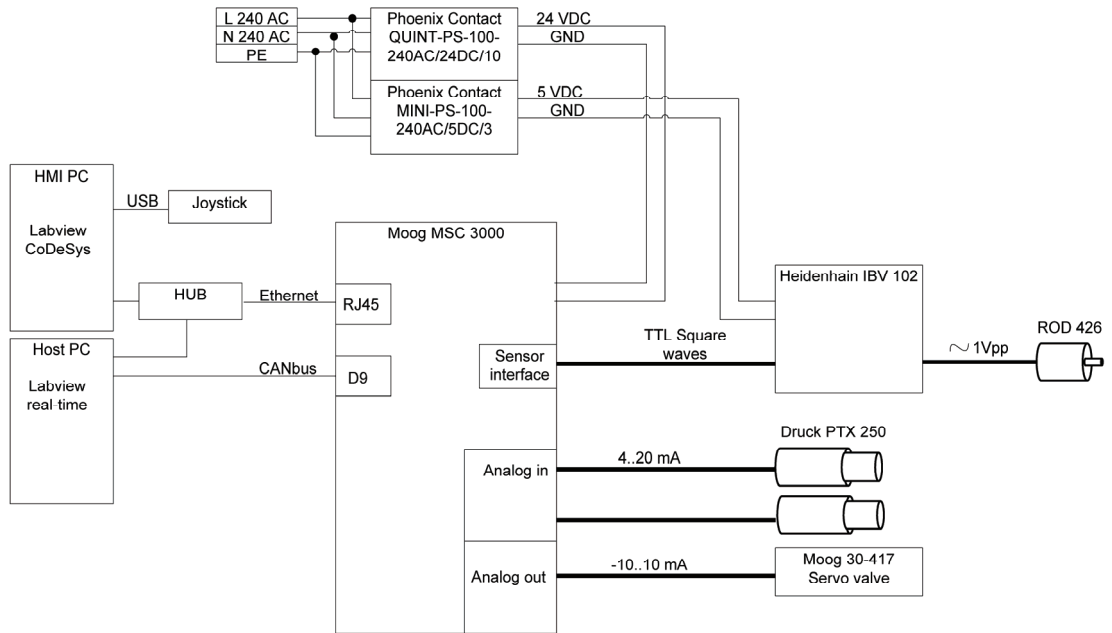 L 240 AC
N 240 AC
PE
Phoenix Contact
QUINT-PS-100-
240AC/24DC/10
24 VDC
GND
Phoenix Contact
MINI-PS-100-
240AC/5DC/3
5 VDC
GND
HMI PC
Labview
CoDeSys
USB
Joystick
Moog MSC 3000
HUB
Ethernet
RJ45
Host PC
Labview
real-time
CANbus
D9
Sensor
interface
TTL Square
waves
Heidenhain IBV 102
~ 1Vpp
ROD 426
Druck PTX 250
Analog in
4..20 mA
Analog out
-10..10 mA
Moog 30-417
Servo valve